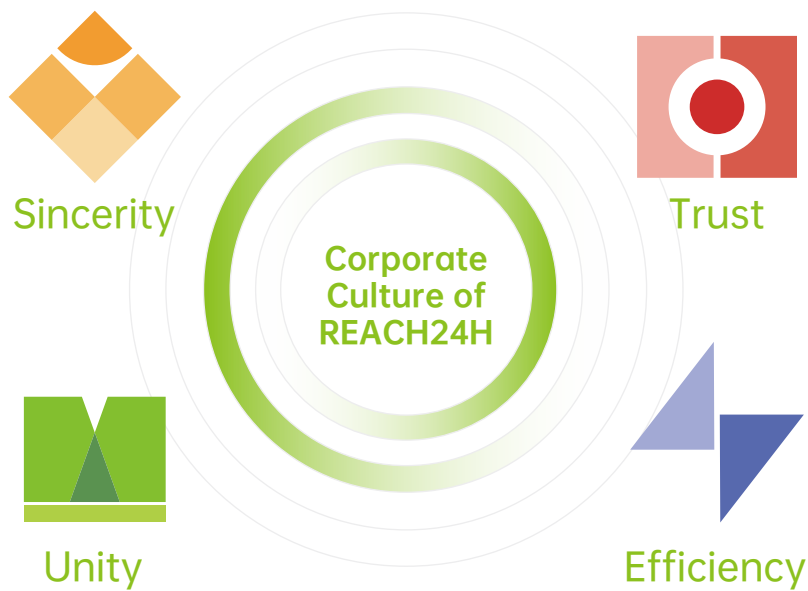 Sincerity
Trust
Corporate
Culture of
REACH24H
Unity
Efficiency